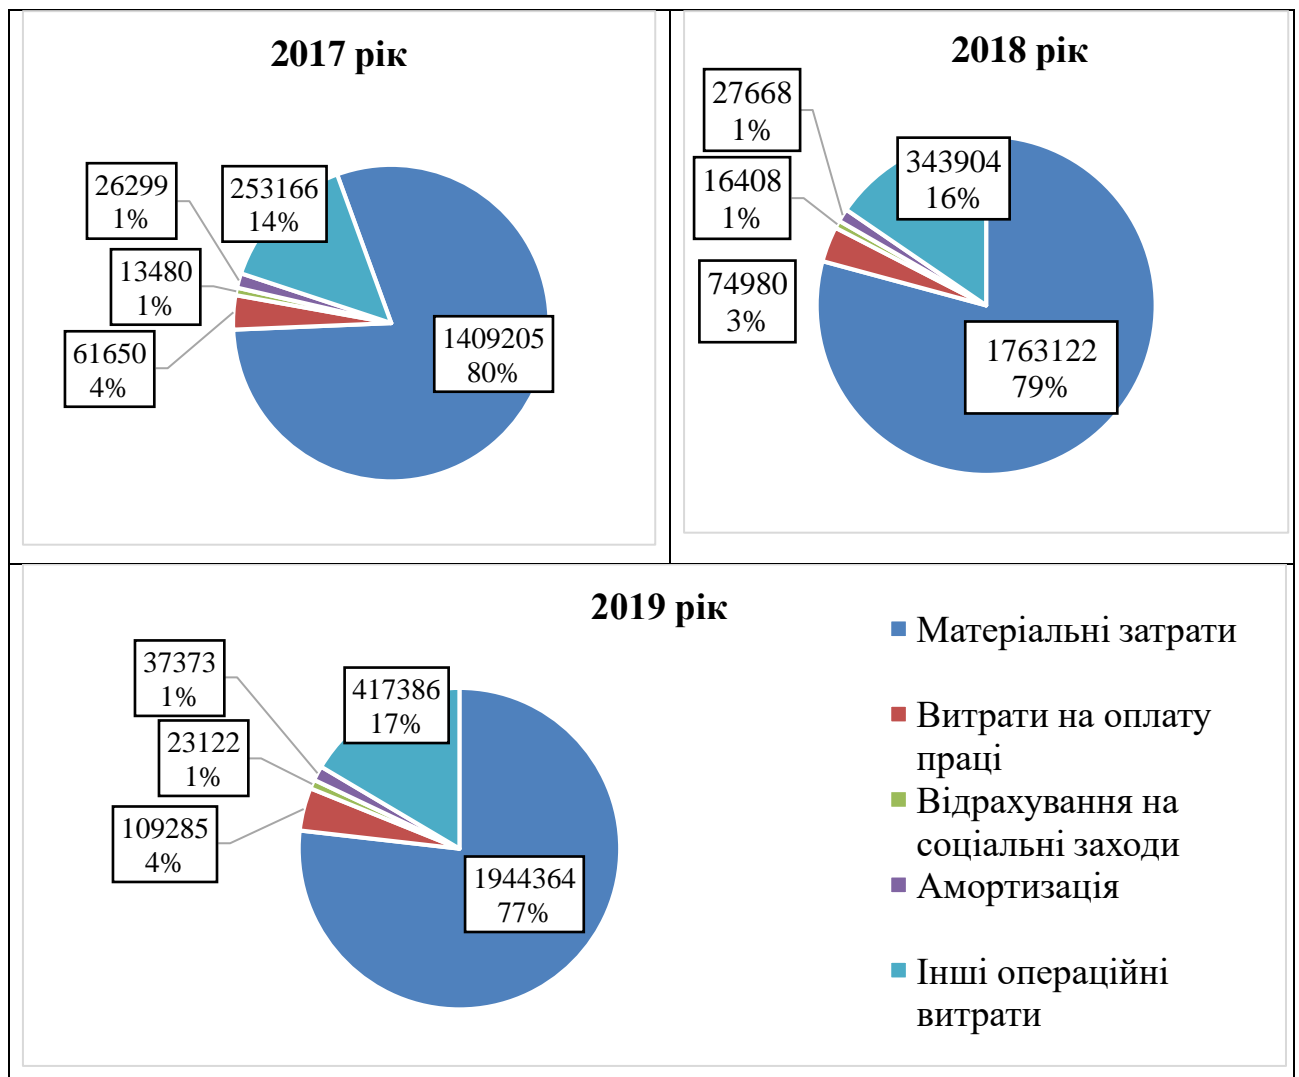 2017 рік
26299
1%
253166
14%
13480
1%
61650
4%
1409205
80%
2018 рік
27668
1%
343904
16%
16408
1%
74980
3%
1763122
79%
2019 рік
37373
1%
417386
17%
23122
1%
109285
4%
1944364
77%
Матеріальні затрати
Витрати на оплату
праці
Відрахування на
соціальні заходи
Амортизація
Інші операційні
витрати